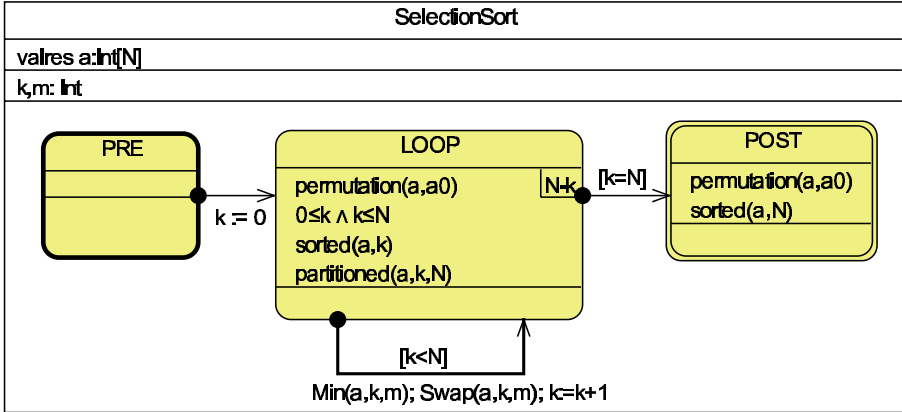 SelectionSort
valres a:Int[N]
k,m: Int
PRE
k := 0
LOOP
N-k
permutation(a,a0)
0≤k ∧ k≤N
sorted(a,k)
partitioned(a,k,N)
[k=N]
POST
permutation(a,a0)
sorted(a,N)
[k<N]
Min(a,k,m); Swap(a,k,m); k:=k+1